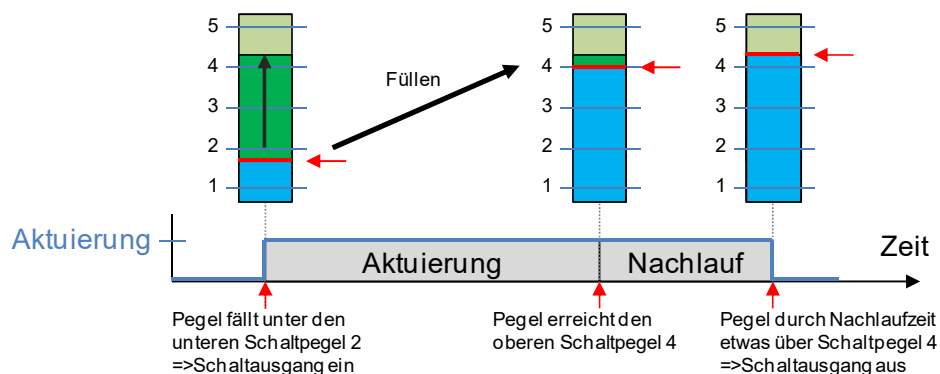 5
4
3
2
1
Füllen
5
4
3
2
1
5
4
3
2
1
Aktuierung
Aktuierung
Nachlauf
Zeit
Pegel fällt unter den
unteren Schaltpegel 2
=>Schaltausgang ein
Pegel erreicht den
oberen Schaltpegel 4
Pegel durch Nachlaufzeit
etwas über Schaltpegel 4
=>Schaltausgang aus